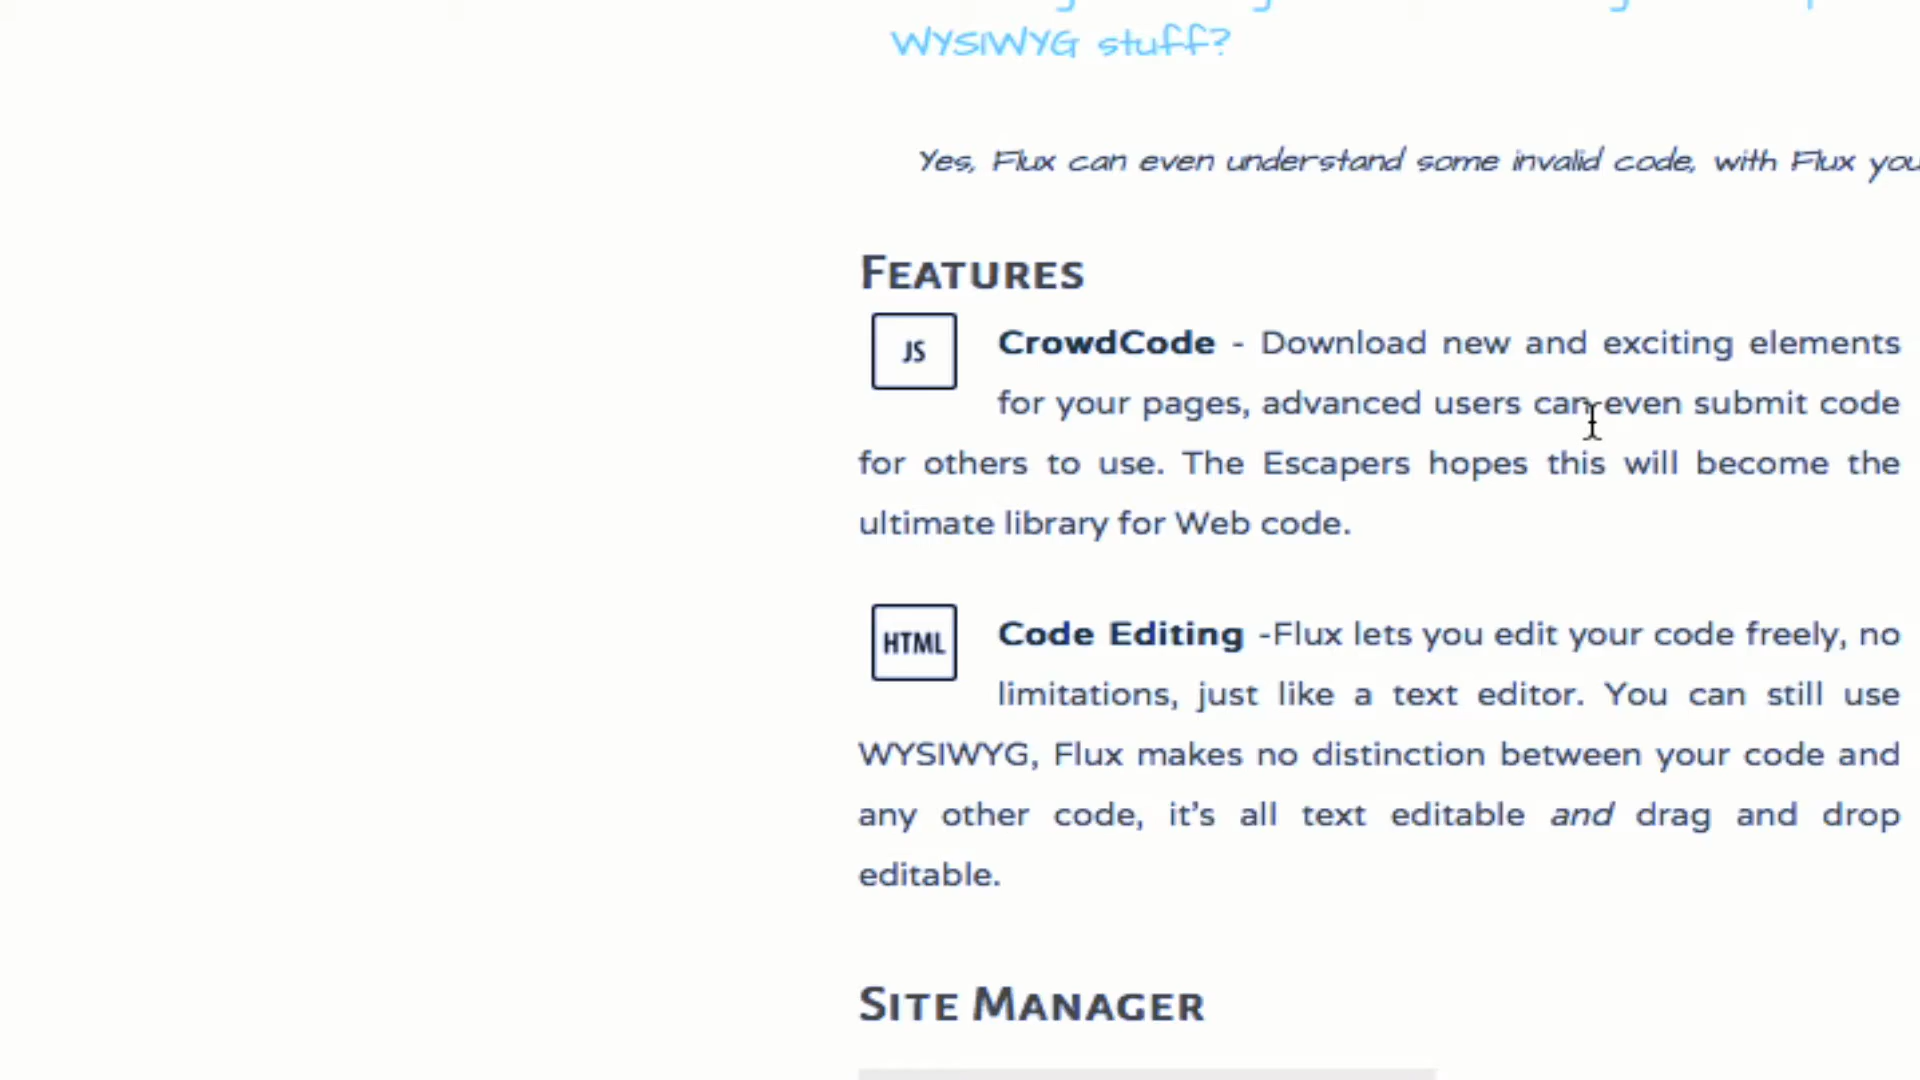 WYSIWYG stuff?
Yes, Flux can even understand some invalid code, with Flux you
FEATURES
JS
CrowdCode - Download new and exciting elements
for your pages, advanced users can even submit code
for others to use. The Escapers hopes this will become the
ultimate library for Web code.
HTML
Code Editing -Flux lets you edit your code freely, no
limitations, just like a text editor. You can still use
WYSIWYG, Flux makes no distinction between your code and
any other code, it's all text editable and drag and drop
editable.
SITE MANAGER